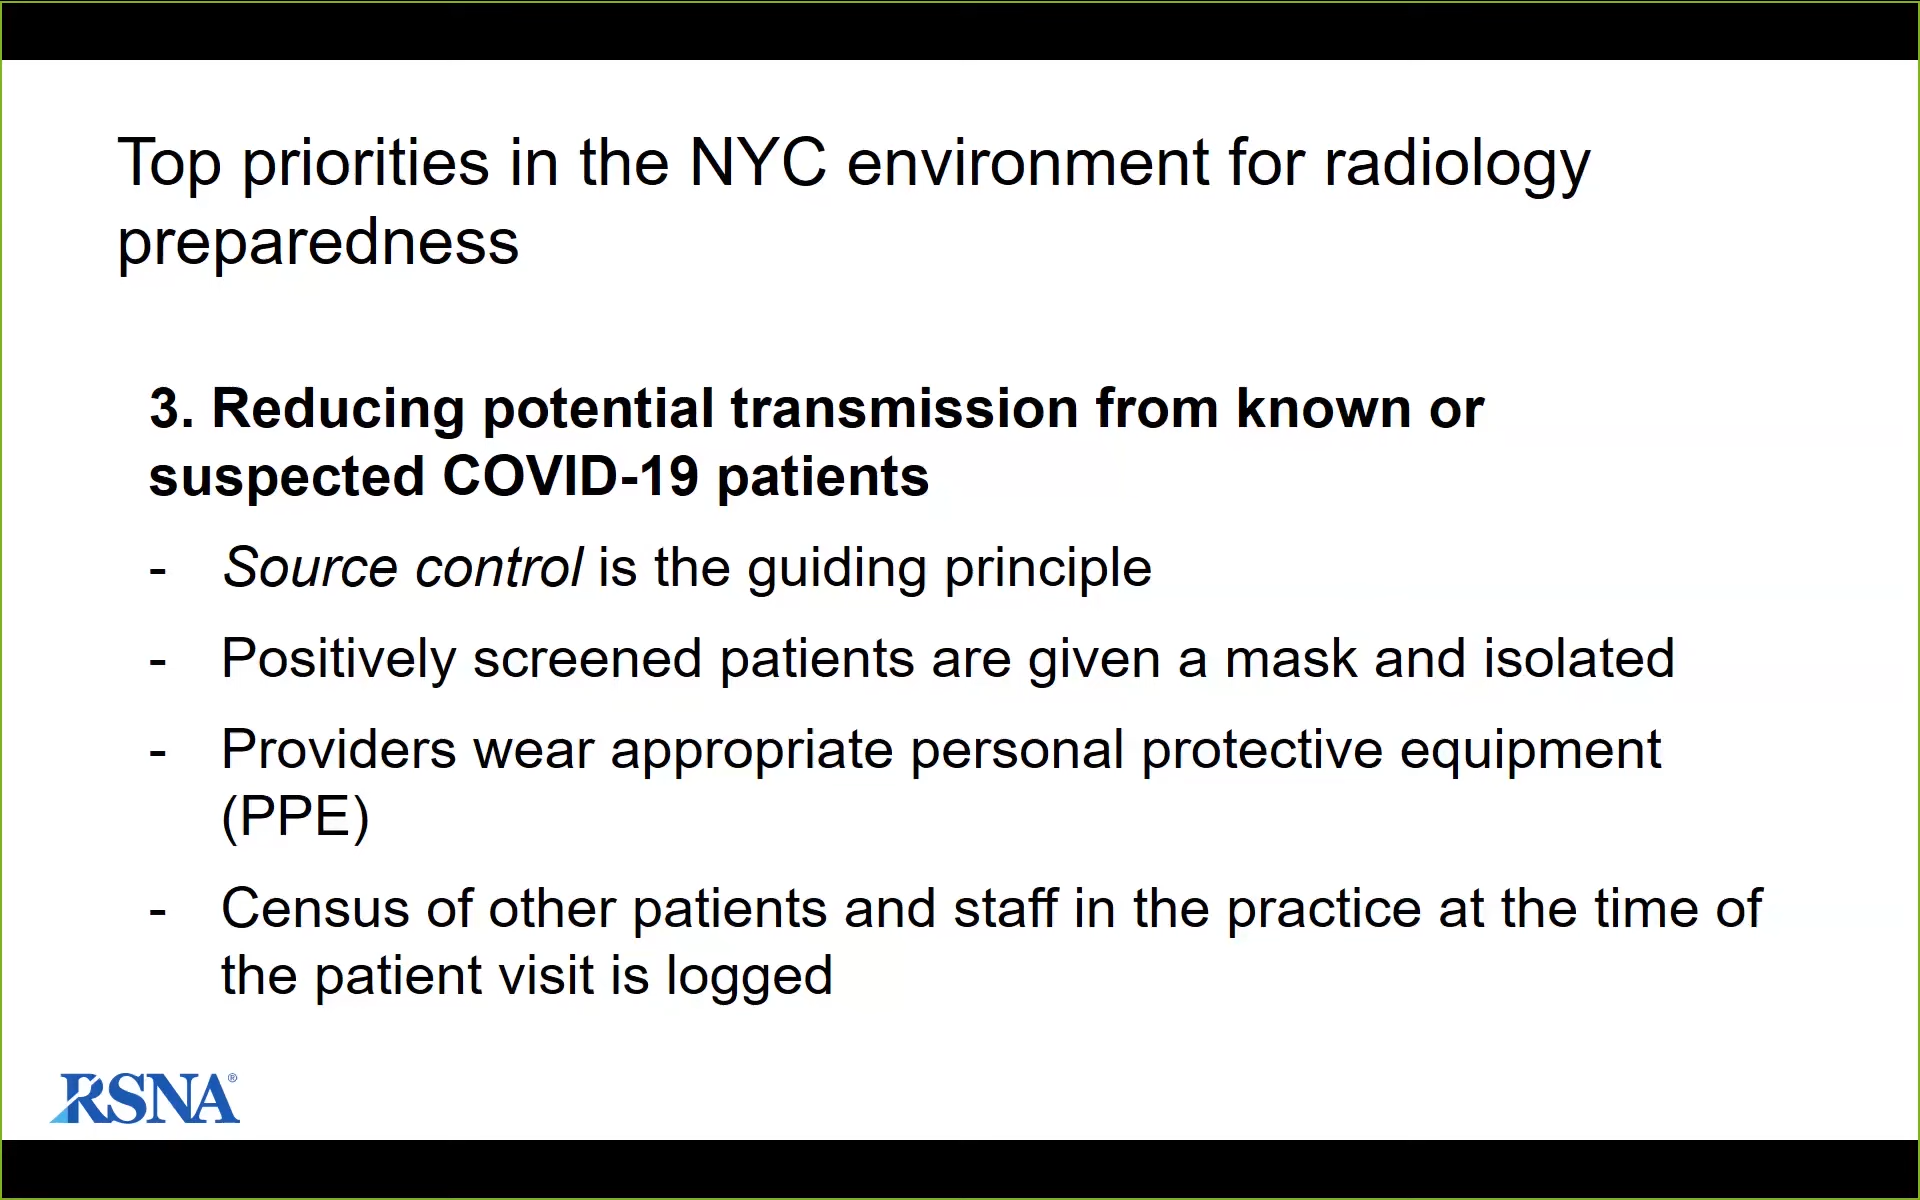 Top priorities in the NYC environment for radiology
preparedness
3. Reducing potential transmission from known or
suspected COVID-19 patients
- Source control is the guiding principle
- Positively screened patients are given a mask and isolated
- Providers wear appropriate personal protective equipment
(PPE)
- Census of other patients and staff in the practice at the time of
the patient visit is logged
RSNA®